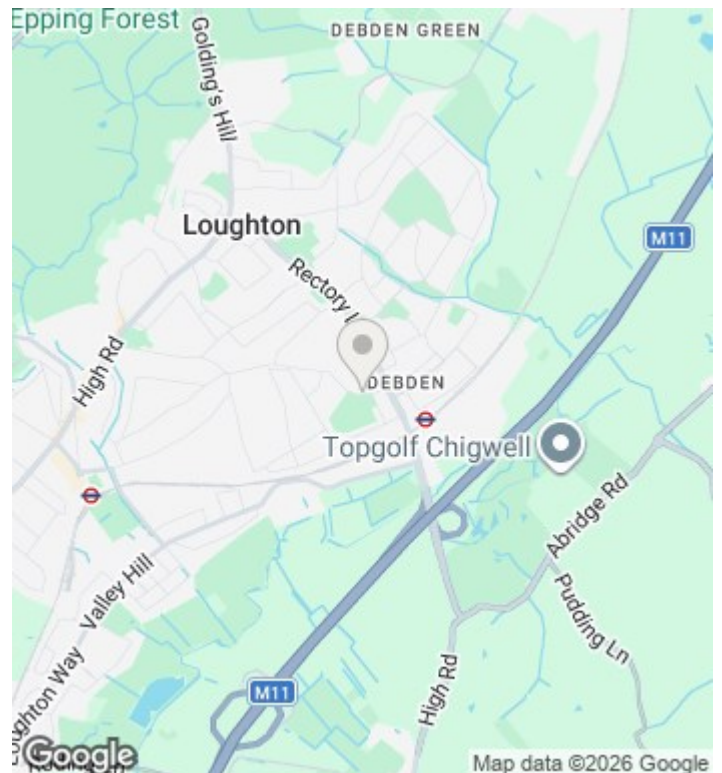 Epping Forest
DEBDEN GREEN
Golding's Hill
Loughton
M11
Rectory L
High Rd
DEBDEN
Topgolf Chigwell
Abridge Rd
Valley Hill
Pudding Ln
oughton Way
M11
High Rd
Google
Map data ©2026 Google